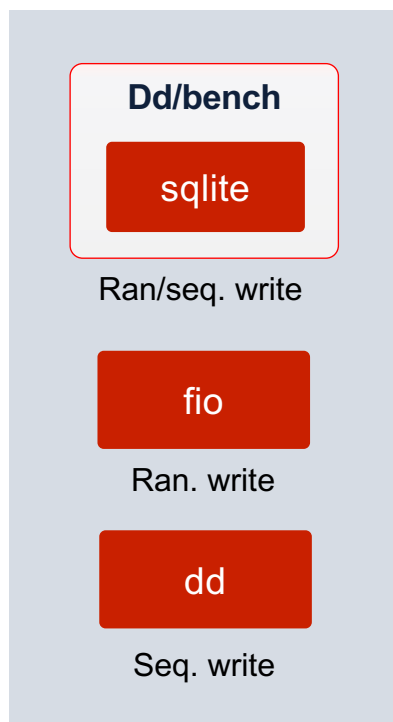 Dd/bench
sqlite
Ran/seq. write
fio
Ran. write
dd
Seq. write